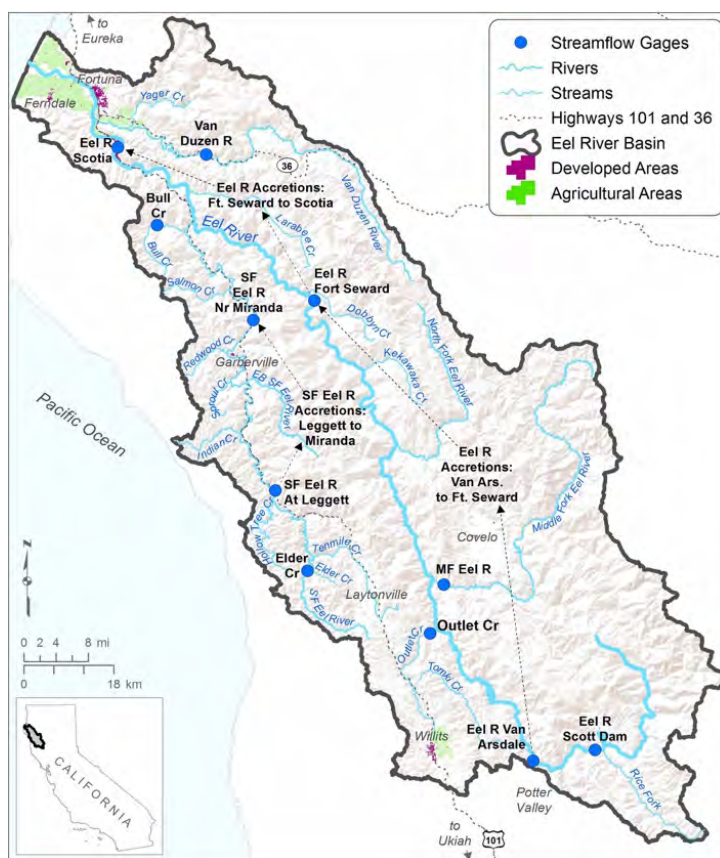 to
Eureka
Fortuna
Ferndale
Yager Cr
Van
Duzen R
Eel R
Scotia
36
Eel R Accretions:
Ft. Seward to Scotia
Van Duzen River
Bull
Cr
Eel River
Larabee Cr
Bull Cr
Salmon Cr
SF
Eel R
Nr Miranda
Eel R
Fort Seward
Dobbyn Ct
Kekawaka Ct
North Fork Eel River
Redwood Cr
Garberville
Sproul Cr
EB SF Eel River
SF Eel R
Accretions:
Leggett to
Miranda
Indian Cr
Pacific Ocean
Eel R
Accretions:
Van Ars.
to Ft. Seward
Middle Fork Eel River
SF Eel R
At Leggett
Hollow Tree Cr
Tenmile Cr
Covelo
Elder
Cr
Elder Cr
MF Eel R
Laytonville
SF Eel River
Outlet Cr
Outlet Cr
Tomki Cr
Willits
Eel R Van
Arsdale
Eel R
Scott Dam
Rice Fork
Potter
Valley
to
Ukiah
101
Streamflow Gages
Rivers
Streams
Highways 101 and 36
Eel River Basin
Developed Areas
Agricultural Areas
N
0 2 4 8 mi
0 18 km
CALIFORNIA